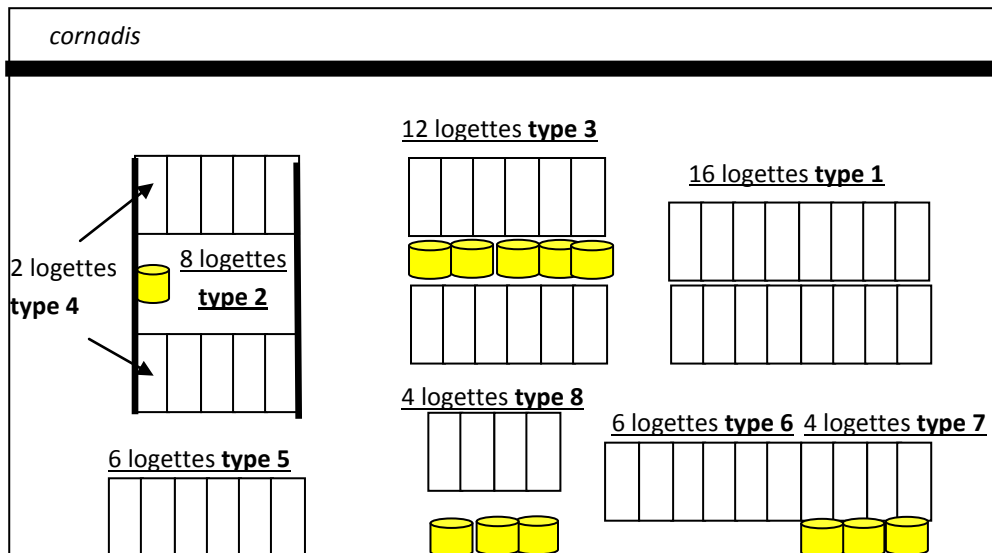 cornadis
12 logettes type 3
16 logettes type 1
2 logettes
type 4
8 logettes
type 2
4 logettes type 8
6 logettes type 6
4 logettes type 7
6 logettes type 5